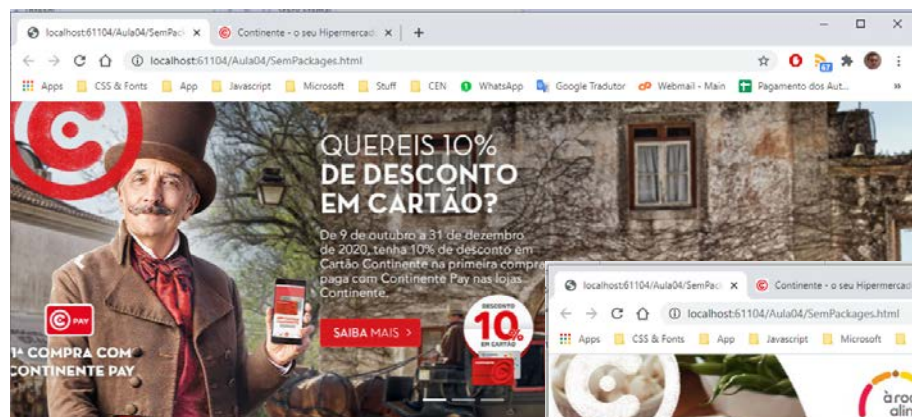 localhost:61104/Aula04/SemPac
Continente - o seu Hipermercad
localhost:61104/Aula04/SemPackages.html
67
Apps CSS & Fonts App Javascript Microsoft Stuff CEN WhatsApp Google Tradutor Webmail - Main Pagamento dos Aut...
QUEREIS 10%
DE DESCONTO
EM CARTÃO?
De 9 de outubro a 31 de dezembro
de 2020, tenha 10% de desconto em
Cartão Continente na primeira compra
paga com Continente Pay nas lojas
Continente.
SAIBA MAIS >
DESCONTO
10%
EM CARTÃO
C PAY
1ª COMPRA COM
CONTINENTE PAY
localhost:61104/Aula04/SemPac
Continente - o seu Hipermercad
localhost:61104/Aula04/SemPackages.html
Apps CSS & Fonts App Javascript Microsoft
àroo
alim